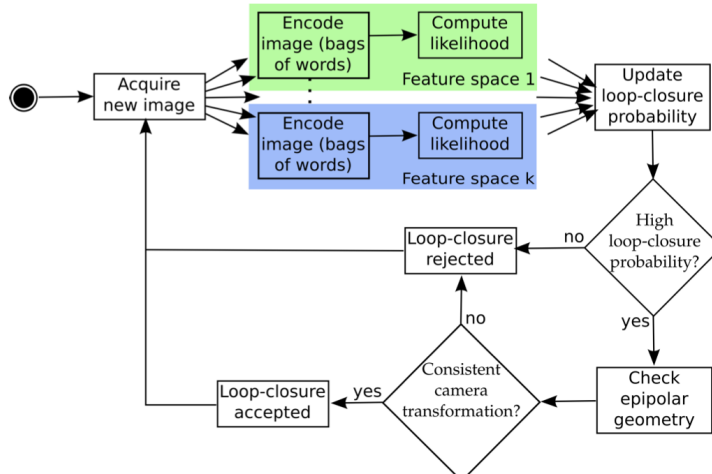 Acquire
new image
Encode
image (bags
of words)
Compute
likelihood
Feature space 1
Encode
image (bags
of words)
Compute
likelihood
Feature space k
Update
loop-closure
probability
High
loop-closure
probability?
no
yes
Loop-closure
rejected
Check
epipolar
geometry
Consistent
camera
transformation?
no
yes
Loop-closure
accepted